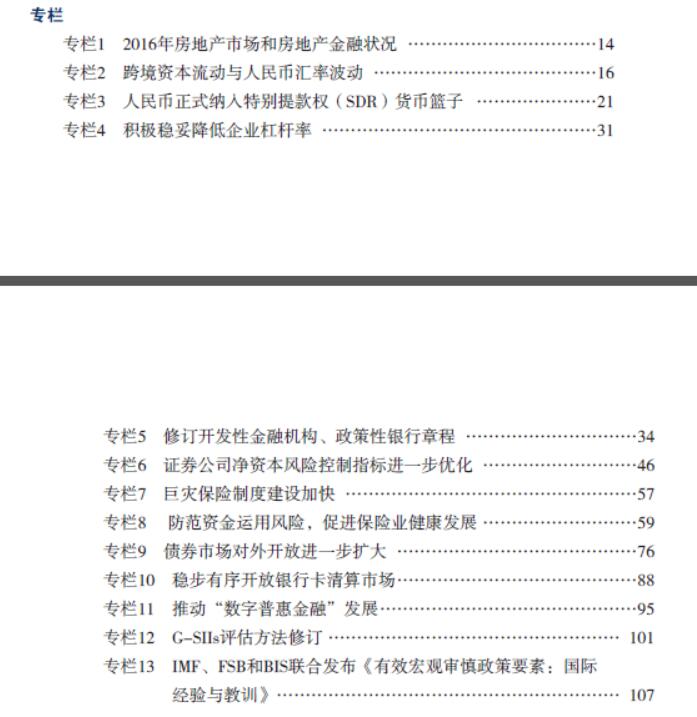 专栏
专栏1 2016年房地产市场和房地产金融状况 ……………………………14
专栏2 跨境资本流动与人民币汇率波动 ……………………………………16
专栏3 人民币正式纳入特别提款权（SDR）货币篮子 …………………21
专栏4 积极稳妥降低企业杠杆率 ……………………………………………31
专栏5 修订开发性金融机构、政策性银行章程 …………………………34
专栏6 证券公司净资本风险控制指标进一步优化 ………………………46
专栏7 巨灾保险制度建设加快 ………………………………………………57
专栏8 防范资金运用风险，促进保险业健康发展 ………………………59
专栏9 债券市场对外开放进一步扩大 ………………………………………76
专栏10 稳步有序开放银行卡清算市场………………………………………88
专栏11 推动“数字普惠金融”发展…………………………………………95
专栏12 G-SIIs评估方法修订 ……………………………………………… 101
专栏13 IMF、FSB和BIS联合发布《有效宏观审慎政策要素：国际
经验与教训》……………………………………………………… 107